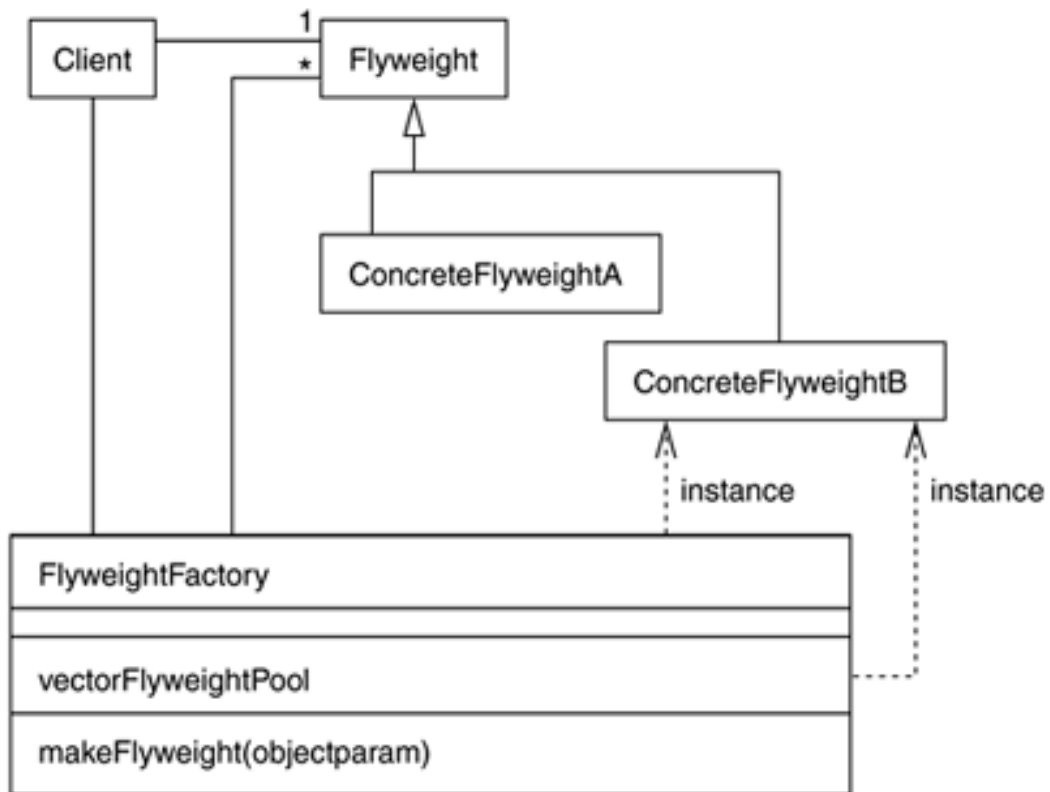 1
Client
Flyweight
*
ConcreteFlyweightA
ConcreteFlyweightB
instance
instance
FlyweightFactory
vectorFlyweightPool
makeFlyweight(objectparam)